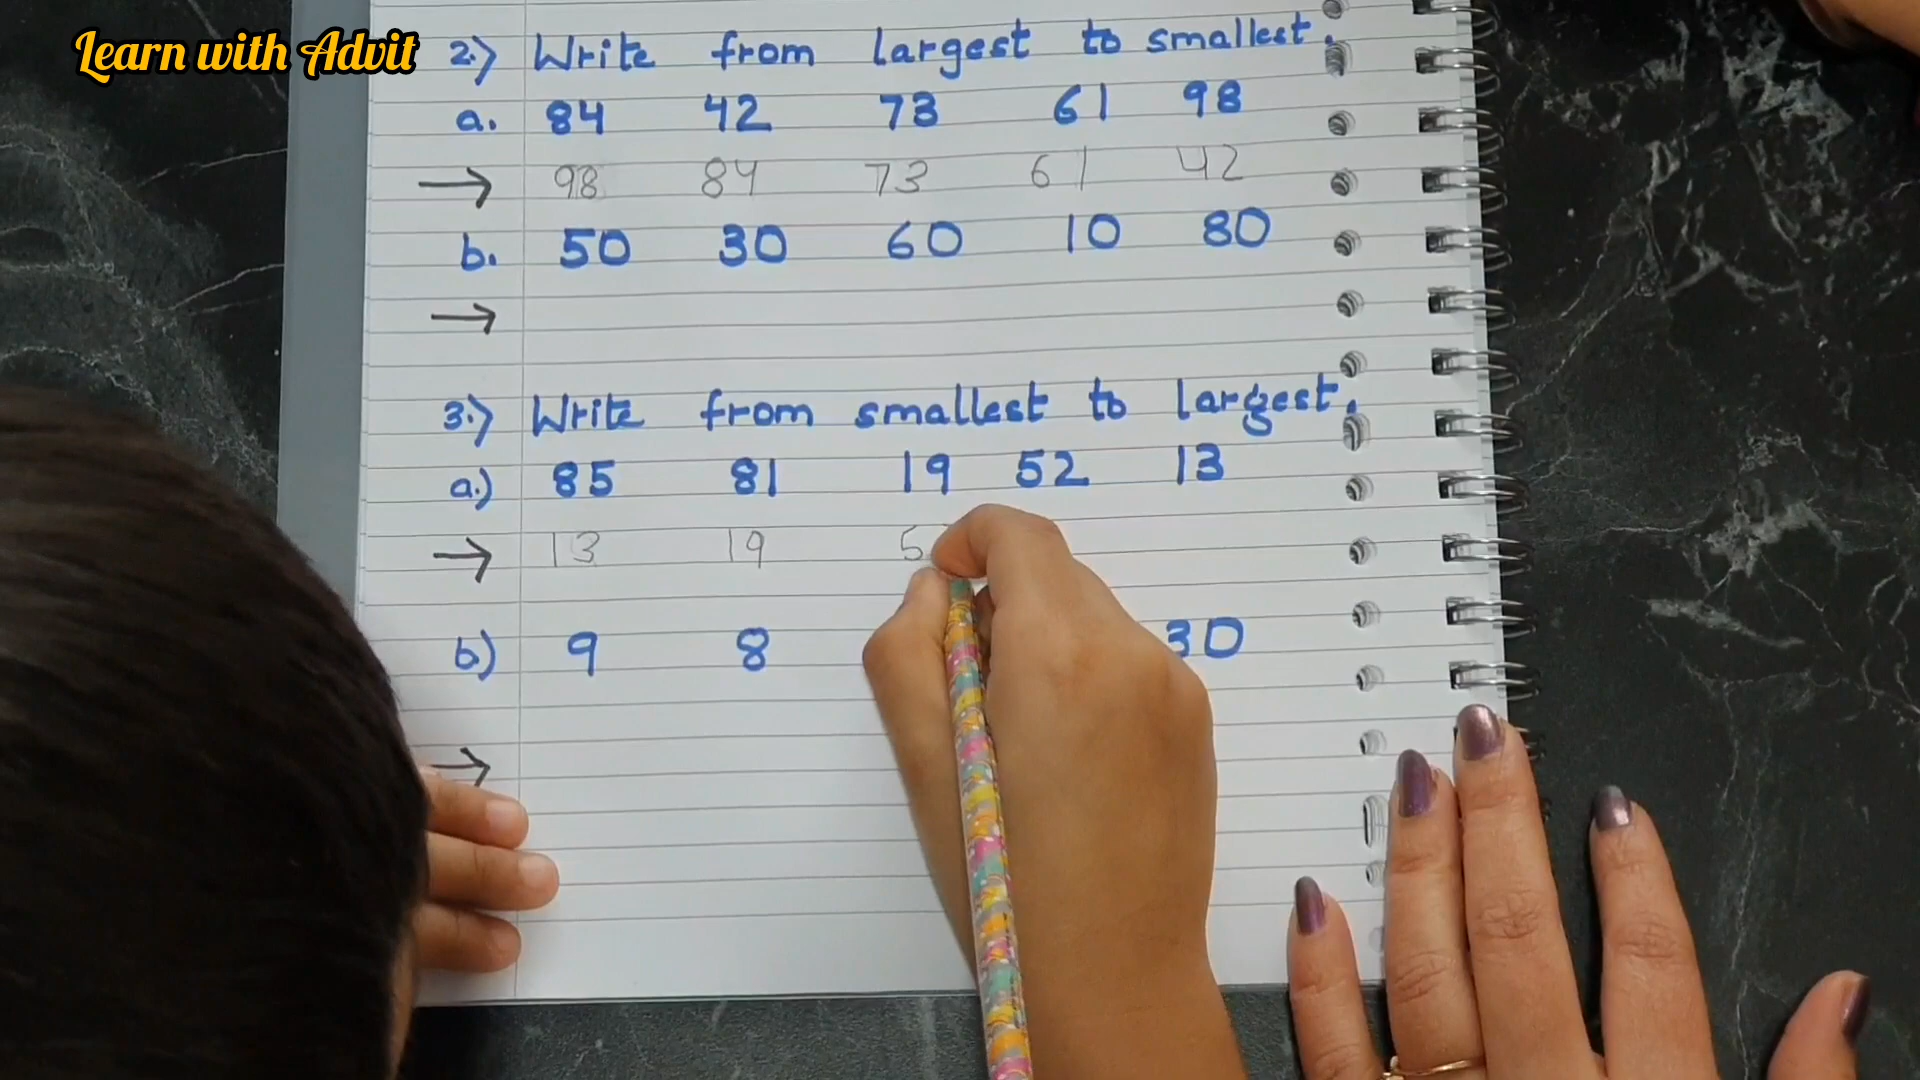 Learn with Advit
2.) Write from largest to smallest.
a. 84 42 73 61 98
→ 98 84 73 61 42
b. 50 30 60 10 80
→
3.) Write from smallest to largest.
a.) 85 81 19 52 13
→ 13 19 5
b.) 9 8 30
→